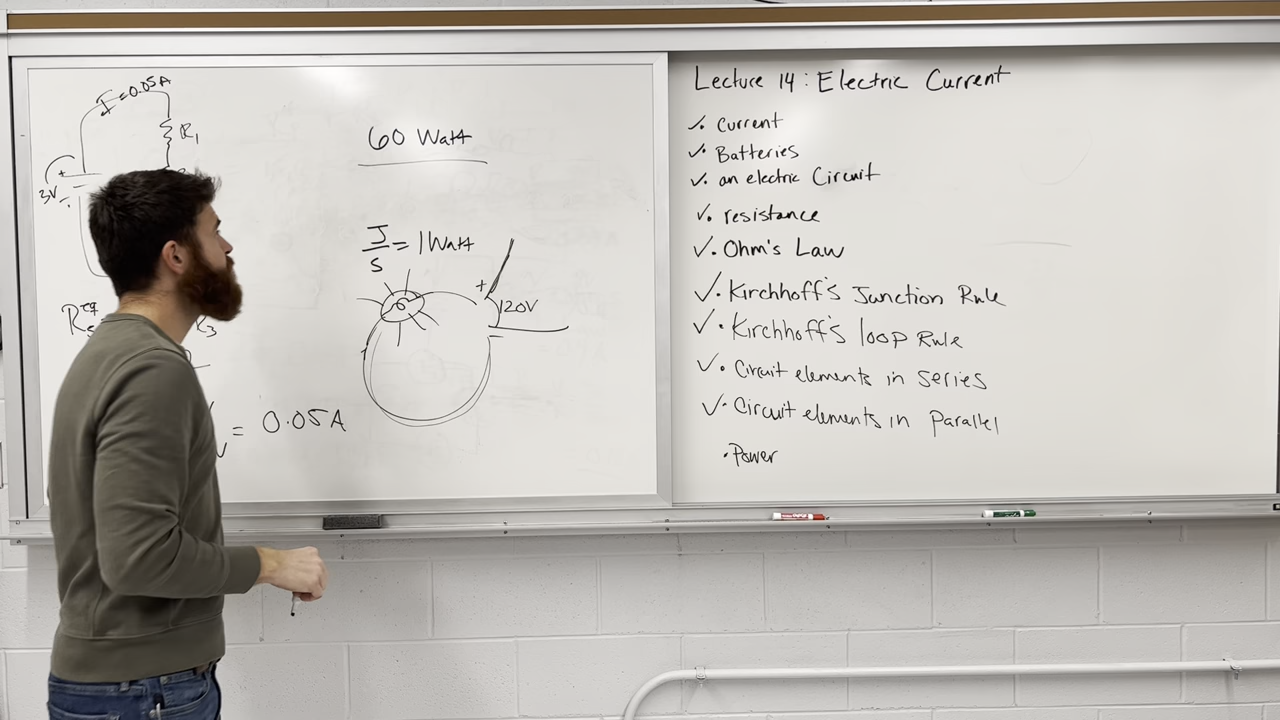 I = 0.05A
R₁
+
3V
-
R₃
= 0.05A
60 Watt
J/s = 1 Watt
+
120V
-
Lecture 14: Electric Current
✓• Current
✓• Batteries
✓• an electric Circuit
✓• resistance
✓• Ohm's Law
✓• Kirchhoff's Junction Rule
✓• Kirchhoff's loop Rule
✓• Circuit elements in series
✓• Circuit elements in Parallel
• Power